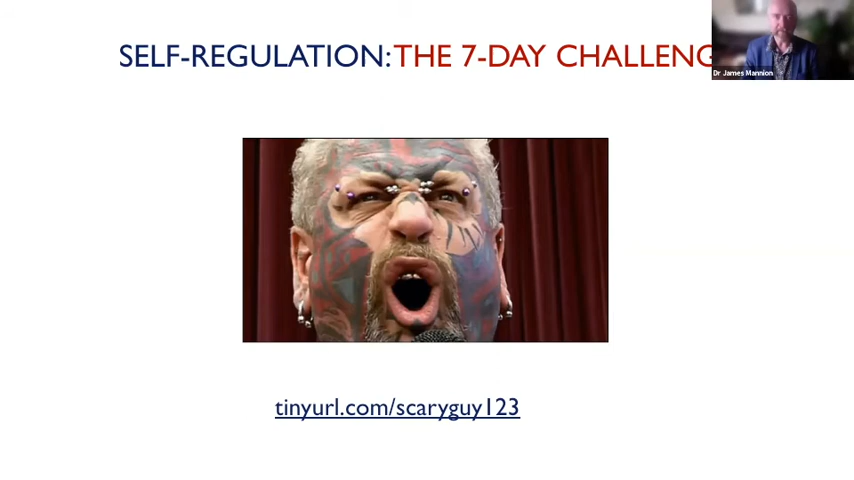 SELF-REGULATION: THE 7-DAY CHALLENG
Dr James Mannion
tinyurl.com/scaryguy123